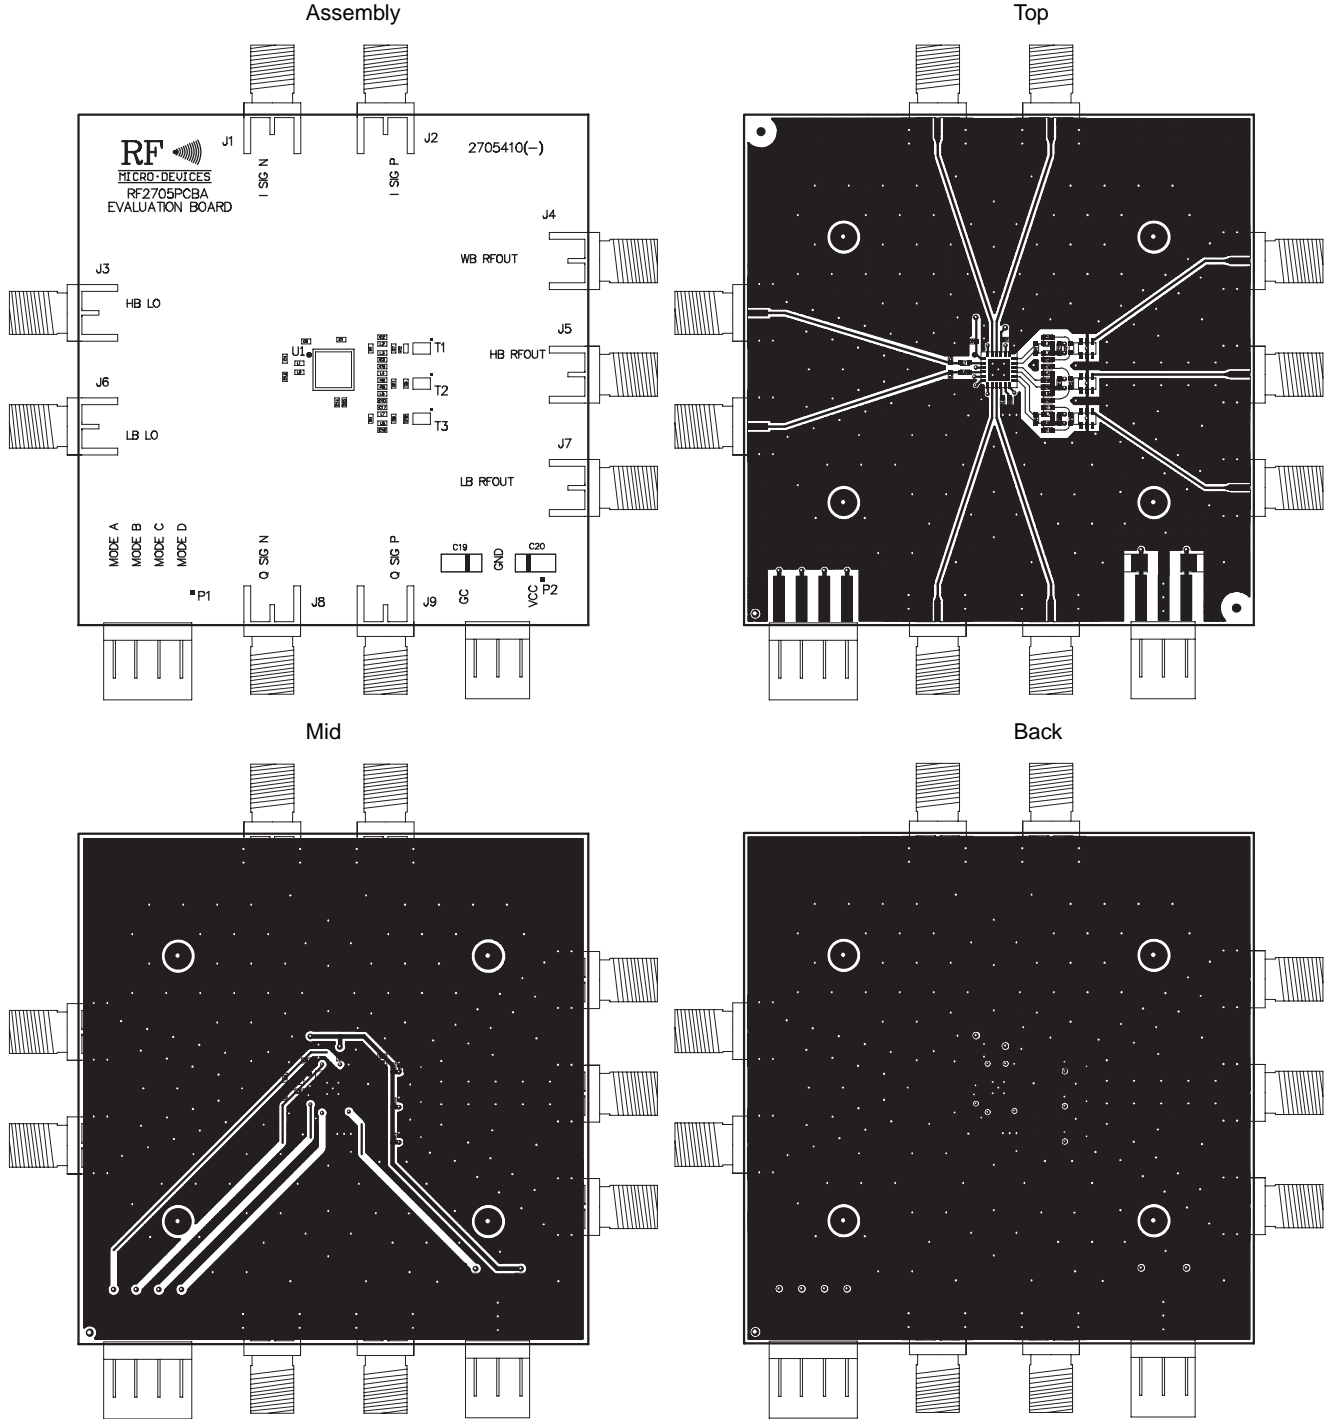 Assembly
Top
J1
J2
RF
MICRO·DEVICES
RF2705PCBA
EVALUATION BOARD
I SIG N
I SIG P
2705410(-)
J4
WB RFOUT
J3
HB LO
J5
HB RFOUT
U1
T1
T2
T3
J6
LB LO
J7
LB RFOUT
MODE A
MODE B
MODE C
MODE D
Q SIG N
Q SIG P
C19
GND
C20
P1
J8
J9
GC
VCC
P2
Mid
Back